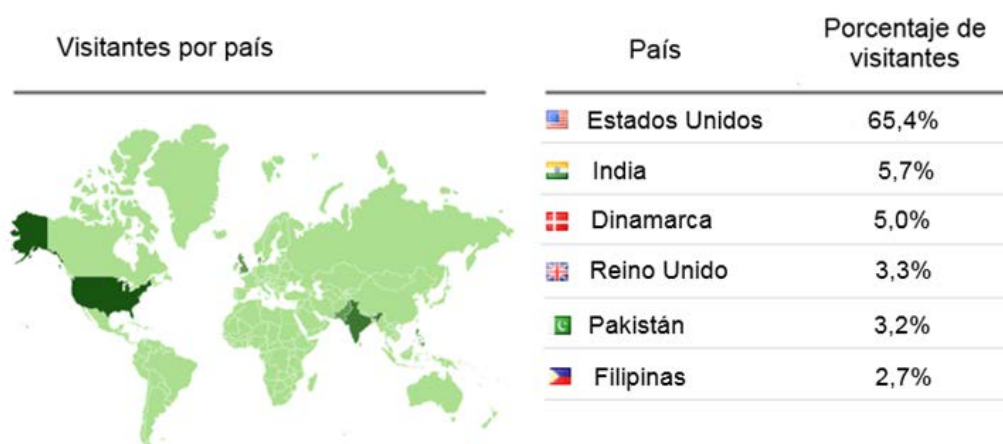 Visitantes por país
País
Porcentaje de
visitantes
Estados Unidos 65,4%
India 5,7%
Dinamarca 5,0%
Reino Unido 3,3%
Pakistán 3,2%
Filipinas 2,7%